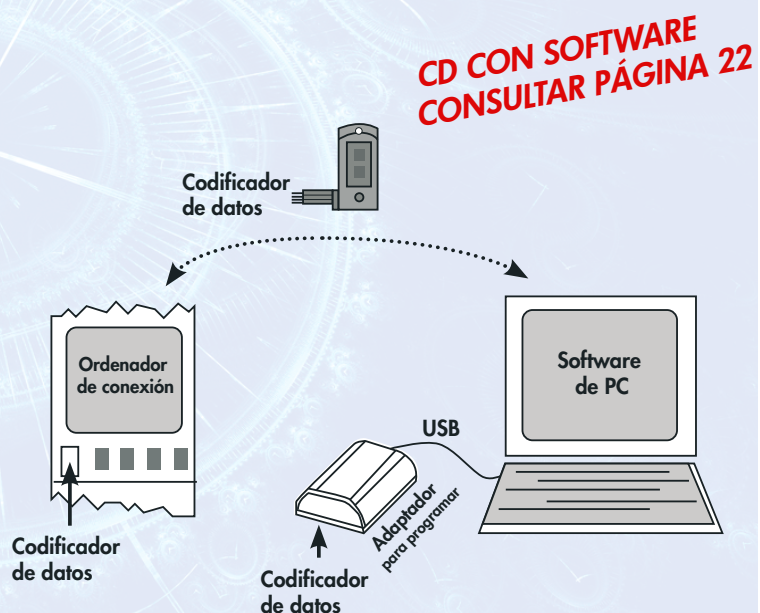 CD CON SOFTWARE
CONSULTAR PÁGINA 22
Codificador
de datos
Ordenador
de conexión
Software
de PC
USB
Adaptador
para programar
Codificador
de datos
Codificador
de datos